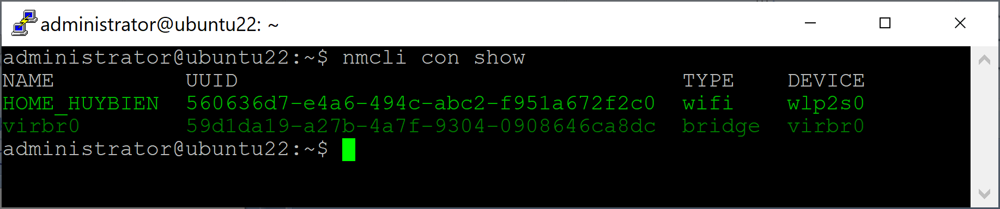 administrator@ubuntu22: ~
administrator@ubuntu22:~$ nmcli con show
NAME          UUID                                  TYPE    DEVICE
HOME_HUYBIEN  560636d7-e4a6-494c-abc2-f951a672f2c0  wifi    wlp2s0
virbr0        59d1da19-a27b-4a7f-9304-0908646ca8dc  bridge  virbr0
administrator@ubuntu22:~$